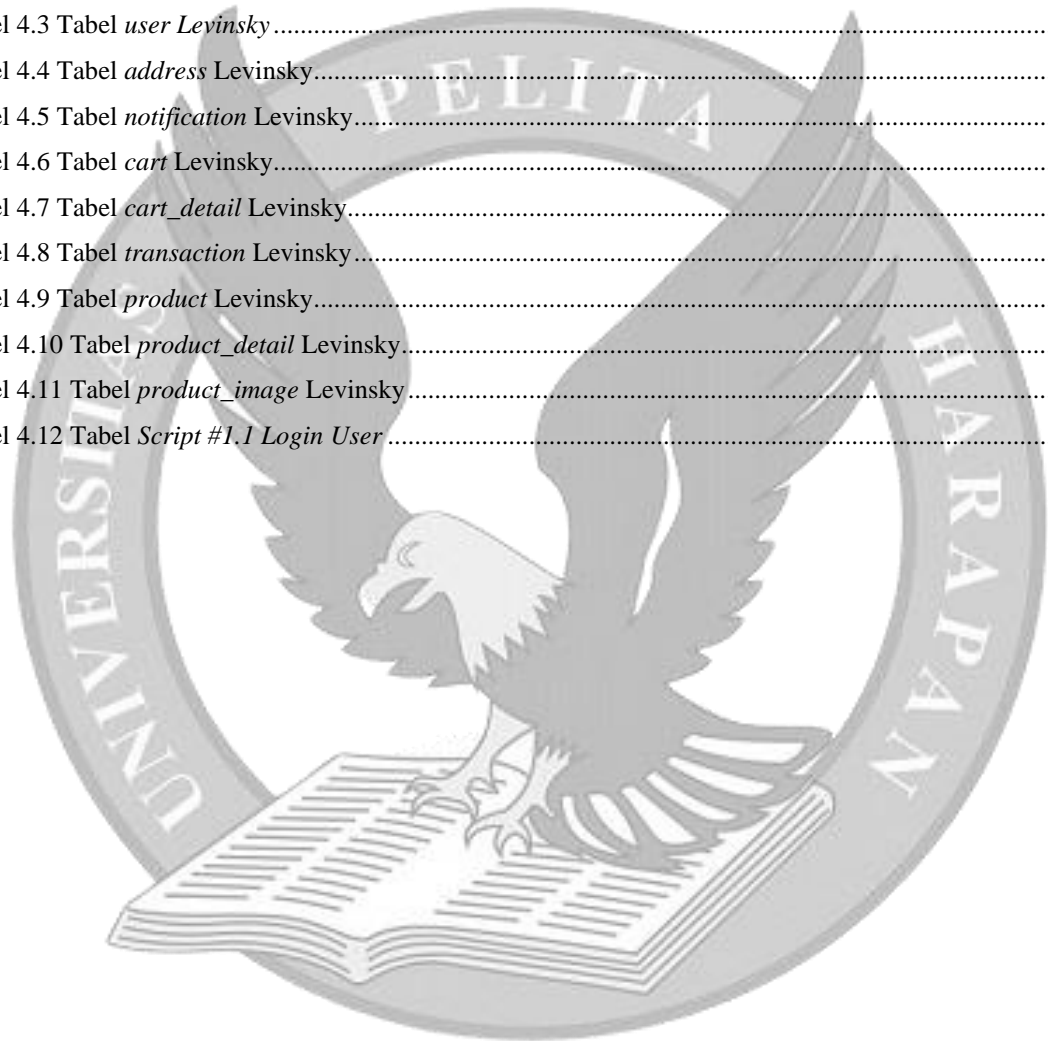 el 4.3 Tabel user Levinsky
el 4.4 Tabel address Levinsky
el 4.5 Tabel notification Levinsky
el 4.6 Tabel cart Levinsky
el 4.7 Tabel cart_detail Levinsky
el 4.8 Tabel transaction Levinsky
el 4.9 Tabel product Levinsky
el 4.10 Tabel product_detail Levinsky
el 4.11 Tabel product_image Levinsky
el 4.12 Tabel Script #1.1 Login User
UNIVERSITAS PELITA HARAPAN